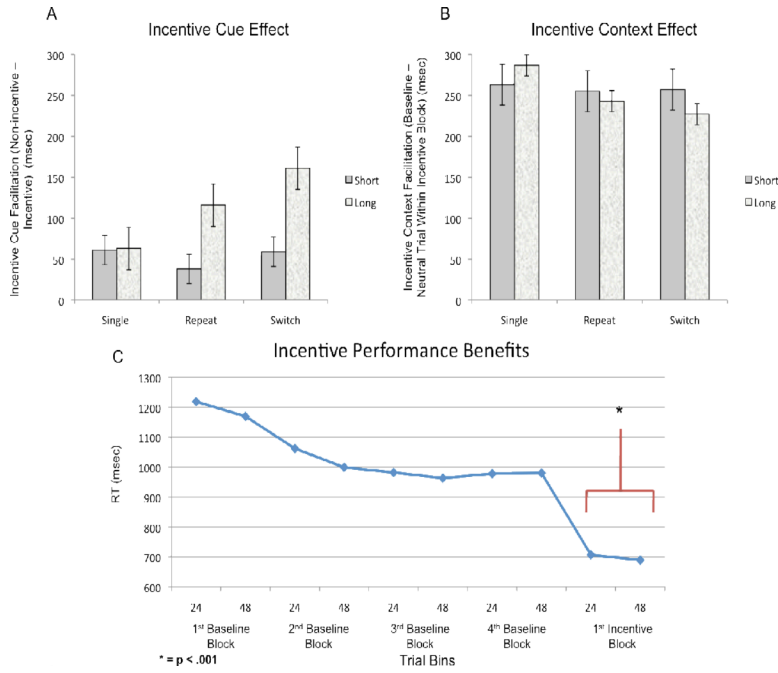 A
Incentive Cue Effect
Incentive Cue Facilitation (Non-incentive –
Incentive) (msec)
300
250
200
150
100
50
0
Single
Repeat
Switch
Short
Long
B
Incentive Context Effect
Incentive Context Facilitation (Baseline –
Neutral Trial Within Incentive Block) (msec)
300
250
200
150
100
50
0
Single
Repeat
Switch
Short
Long
C
Incentive Performance Benefits
RT (msec)
1300
1200
1100
1000
900
800
700
600
*
24 48 24 48 24 48 24 48 24 48
1st Baseline 2nd Baseline 3rd Baseline 4th Baseline 1st Incentive
Block Block Block Block Block
* = p < .001
Trial Bins